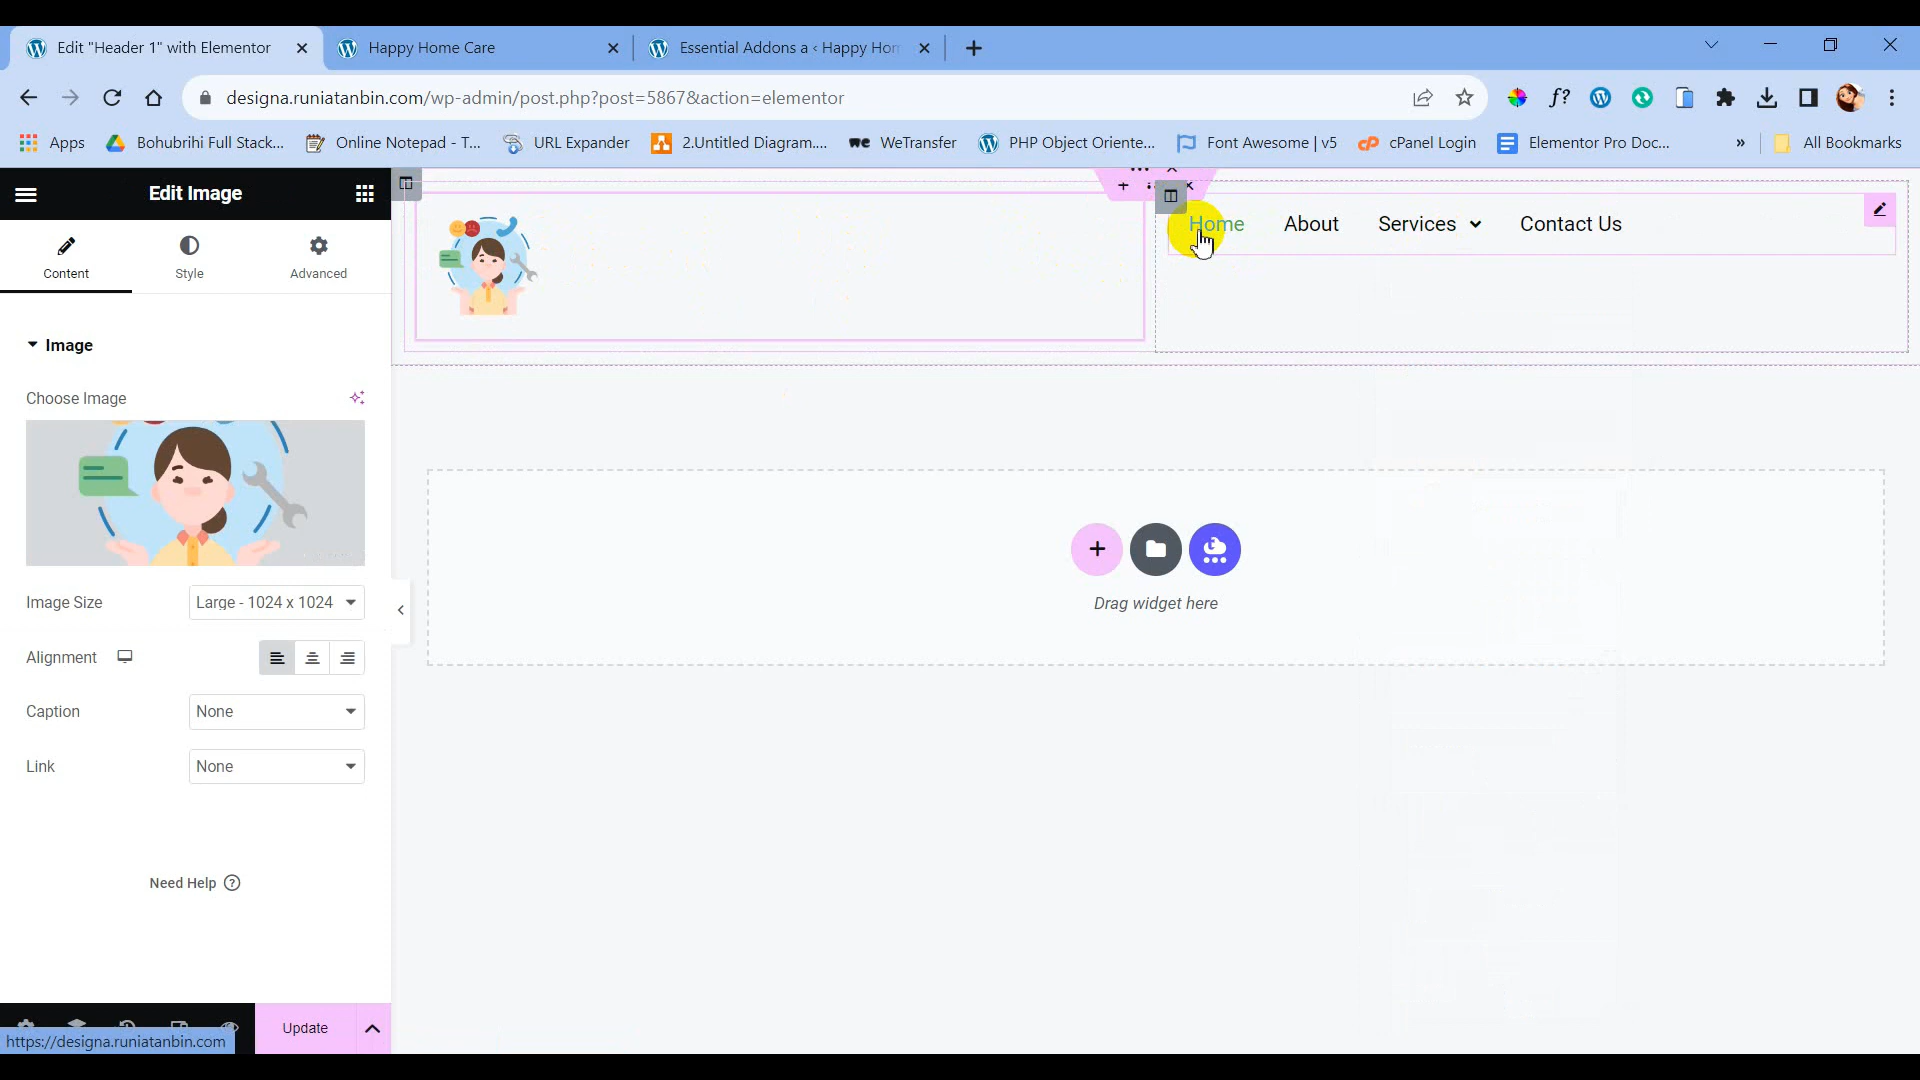 Edit "Header 1" with Elementor
Happy Home Care
Essential Addons a ‹ Happy Hon
designa.runiatanbin.com/wp-admin/post.php?post=5867&action=elementor
f?
Apps
Bohubrihi Full Stack...
Online Notepad - T...
URL Expander
2.Untitled Diagram....
WeTransfer
PHP Object Oriente...
Font Awesome | v5
cPanel Login
Elementor Pro Doc...
»
All Bookmarks
Edit Image
Content
Style
Advanced
Home
About
Services
Contact Us
Image
Choose Image
Image Size
Large - 1024 x 1024
Alignment
Caption
None
Link
None
Need Help
Drag widget here
Update
https://designa.runiatanbin.com